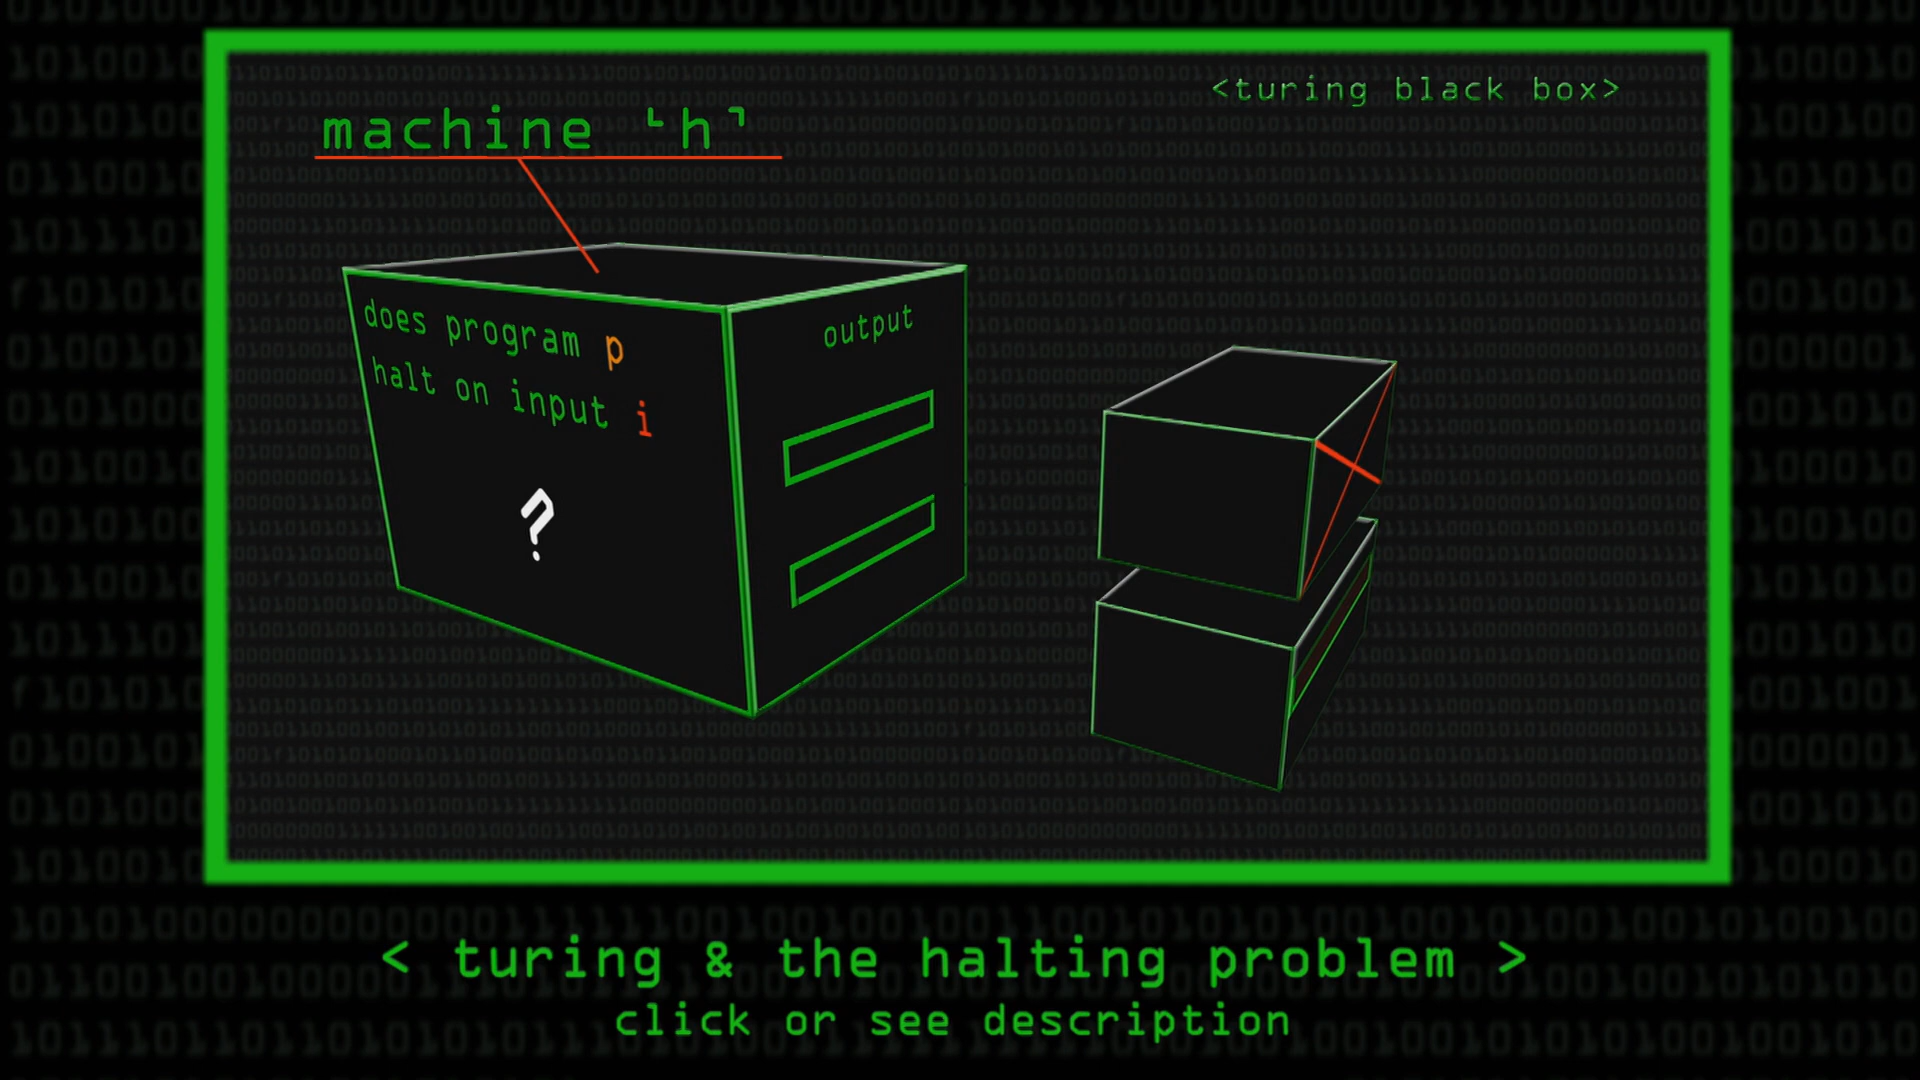 <turing black box>
machine ╘h╕
does program p
halt on input i
?
output
< turing & the halting problem >
click or see description